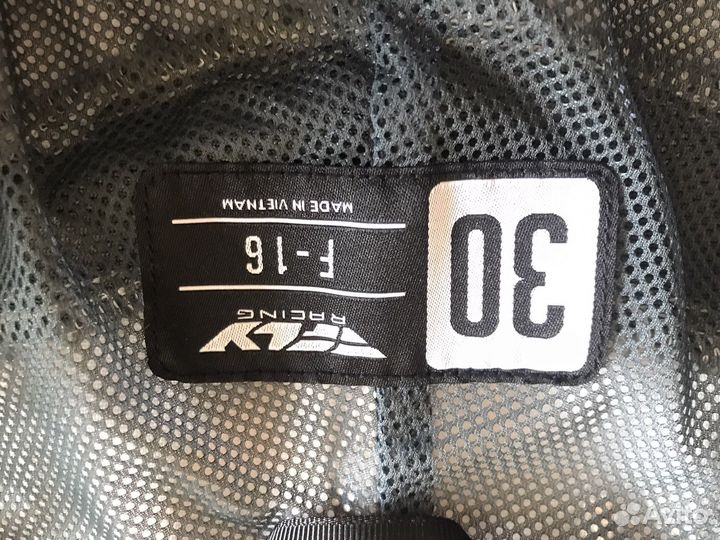 30
FLY
RACING
F-16
MADE IN VIETNAM
Avito